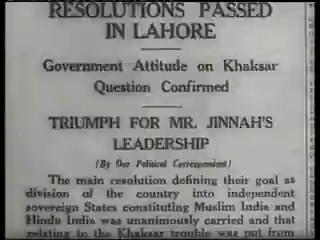 RESOLUTIONS PASSED
IN LAHORE
Government Attitude on Khaksar
Question Confirmed
TRIUMPH FOR MR. JINNAH'S
LEADERSHIP
(By Our Political Correspondent)
The main resolution defining their goal as
division of the country into independent
sovereign States constituting Muslim India and
Hindu India was unanimously carried and that
relating to the Khaksar trouble was put from